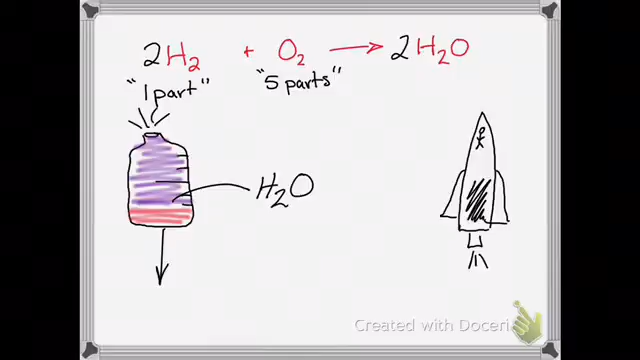 2H₂ + O₂ → 2H₂O
"1 part" "5 parts"
H₂O
Created with Doceri